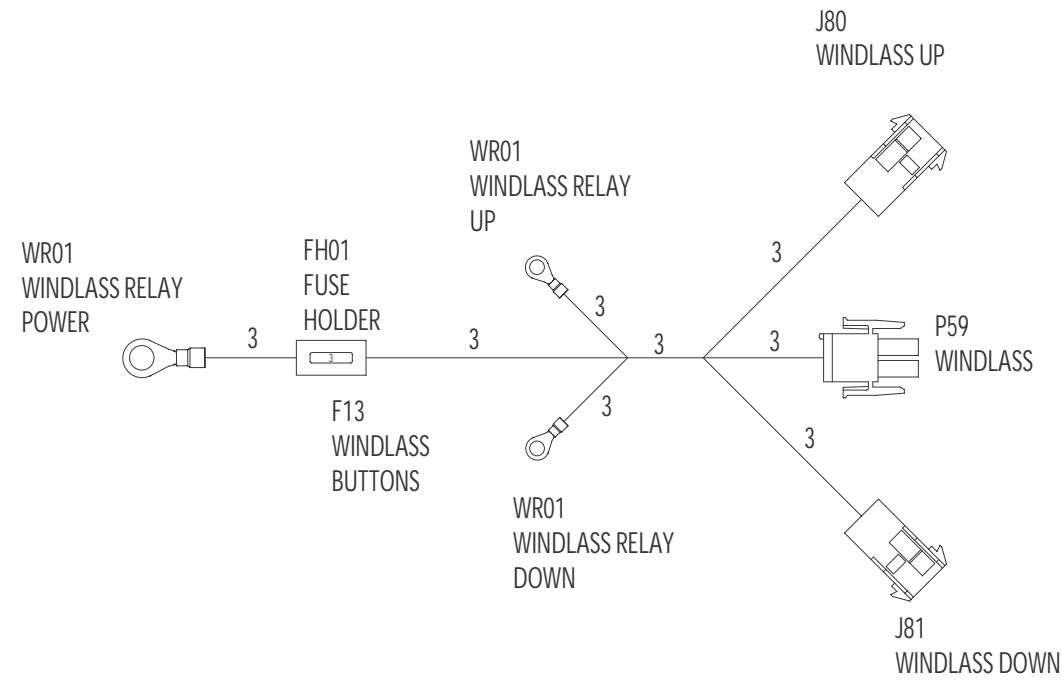 J80
WINDLASS UP
WR01
WINDLASS RELAY
UP
WR01
WINDLASS RELAY
POWER
FH01
FUSE
HOLDER
3
3
3
3
3
3
3
3
3
P59
WINDLASS
F13
WINDLASS
BUTTONS
WR01
WINDLASS RELAY
DOWN
J81
WINDLASS DOWN